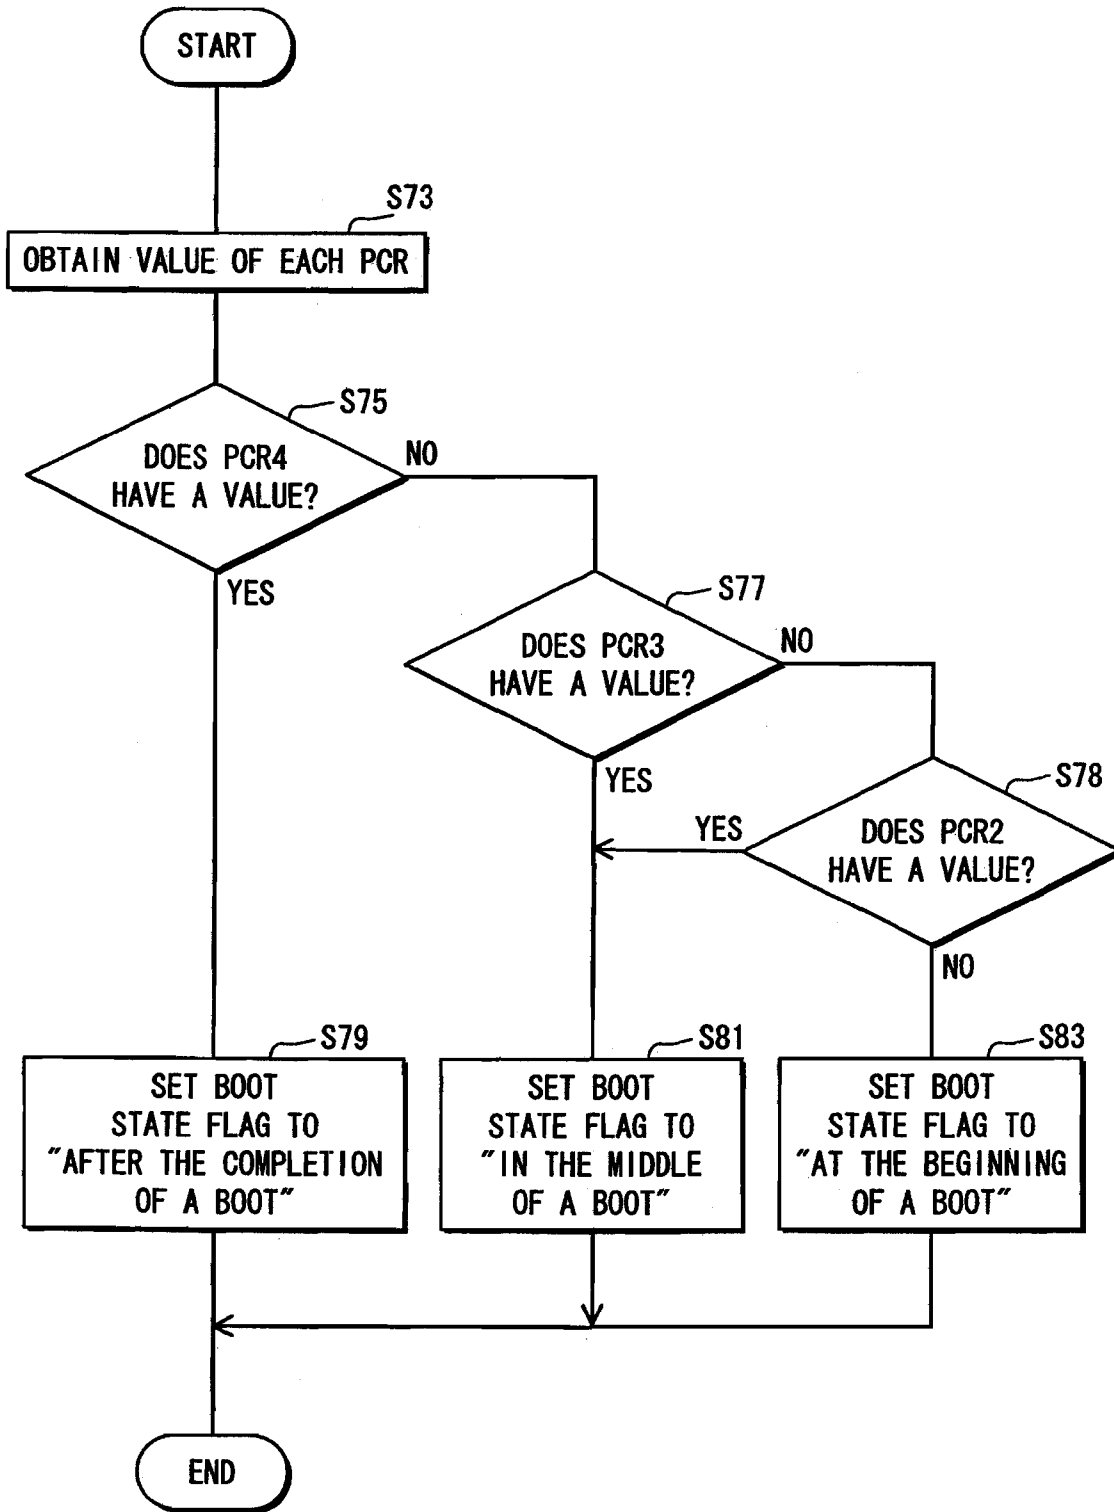 START
S73
OBTAIN VALUE OF EACH PCR
S75
DOES PCR4
HAVE A VALUE?
NO
YES
S77
DOES PCR3
HAVE A VALUE?
NO
YES
S78
DOES PCR2
HAVE A VALUE?
YES
NO
S79
SET BOOT
STATE FLAG TO
"AFTER THE COMPLETION
OF A BOOT"
S81
SET BOOT
STATE FLAG TO
"IN THE MIDDLE
OF A BOOT"
S83
SET BOOT
STATE FLAG TO
"AT THE BEGINNING
OF A BOOT"
END